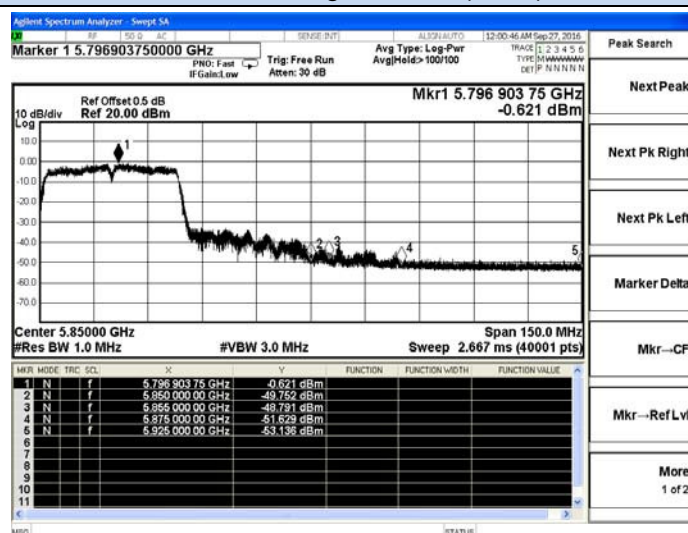 Agilent Spectrum Analyzer - Swept SA
RF 50 Ω AC SENSE:INT ALIGN AUTO 12:00:46 AM Sep 27, 2016
Marker 1 5.796903750000 GHz
PNO: Fast
IFGain:Low
Trig: Free Run
Atten: 30 dB
Avg Type: Log-Pwr
Avg|Hold:>100/100
TRACE 1 2 3 4 5 6
TYPE M
DET P N N N N N
Peak Search
Ref Offset 0.5 dB
10 dB/div Ref 20.00 dBm
Log
Mkr1 5.796 903 75 GHz
-0.621 dBm
10.0
0.00
-10.0
-20.0
-30.0
-40.0
-50.0
-60.0
-70.0
1
2
3
4
5
Center 5.85000 GHz
Span 150.0 MHz
#Res BW 1.0 MHz
#VBW 3.0 MHz
Sweep 2.667 ms (40001 pts)
MKR MODE TRC SCL X Y FUNCTION FUNCTION WIDTH FUNCTION VALUE
1 N f 5.796 903 75 GHz -0.621 dBm
2 N f 5.850 000 00 GHz -49.752 dBm
3 N f 5.855 000 00 GHz -48.791 dBm
4 N f 5.875 000 00 GHz -51.629 dBm
5 N f 5.925 000 00 GHz -53.136 dBm
6
7
8
9
10
11
MSG
STATUS
Next Peak
Next Pk Right
Next Pk Left
Marker Delta
Mkr→CF
Mkr→Ref Lvl
More
1 of 2